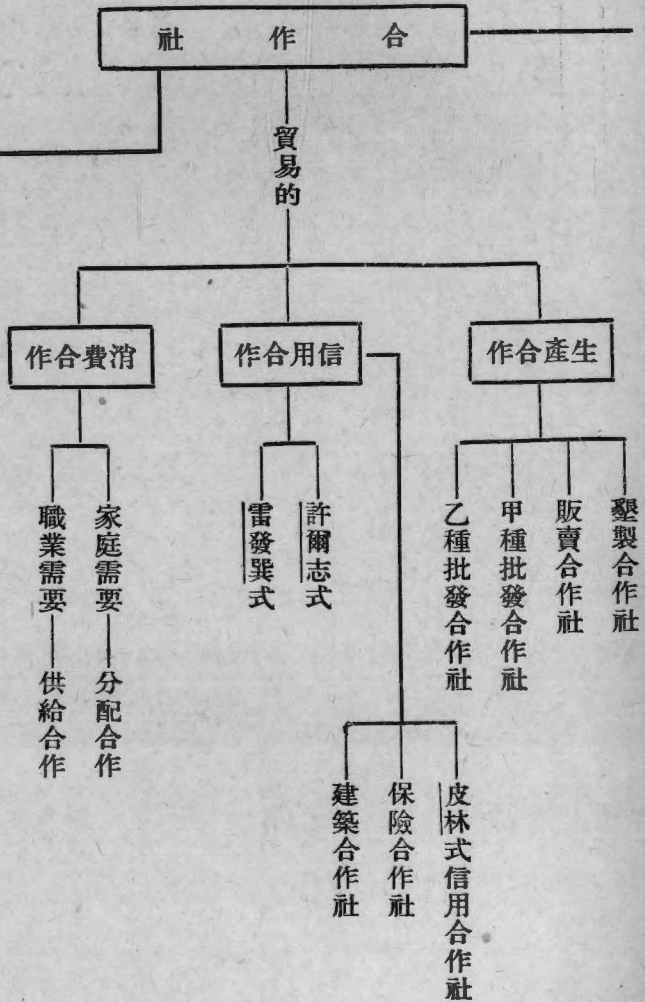 合作社
貿易的
生產合作
信用合作
消費合作
墾製合作社
販賣合作社
甲種批發合作社
乙種批發合作社
許爾志式
雷發巽式
家庭需要
分配合作
職業需要
供給合作
皮林式信用合作社
保險合作社
建築合作社